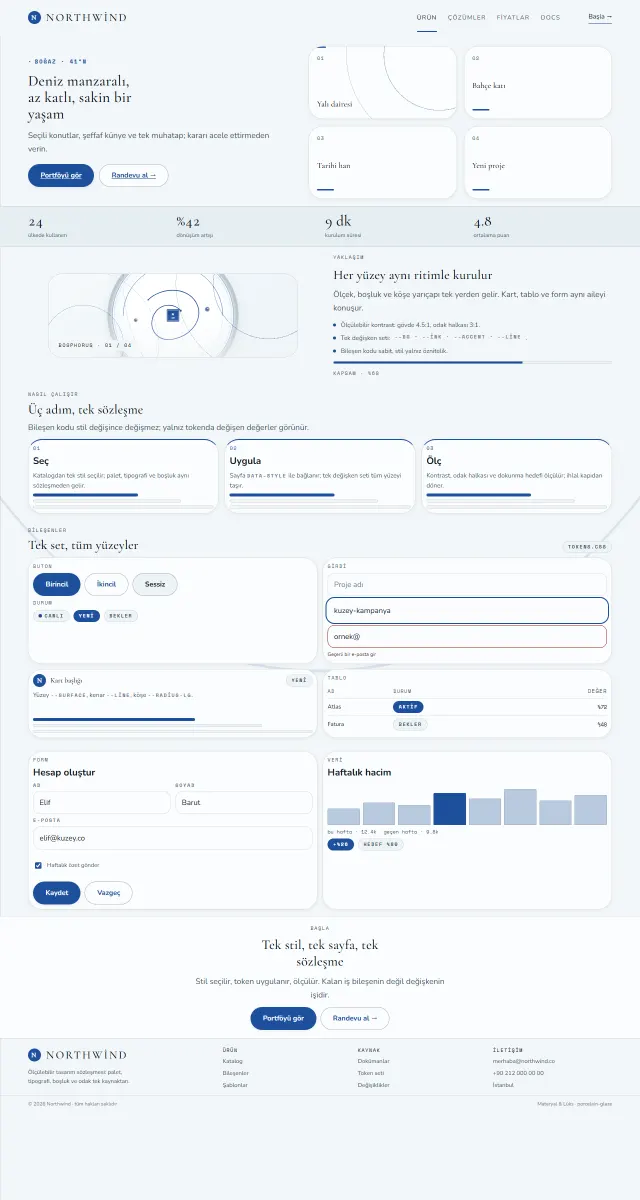 N NORTHWİND
ÜRÜN ÇÖZÜMLER FİYATLAR DOCS Başla →
· BOĞAZ · 41°N
Deniz manzaralı,
az katlı, sakin bir
yaşam
Seçili konutlar, şeffaf künye ve tek muhatap; kararı acele ettirmeden
verin.
Portföyü gör Randevu al →
01
Yalı dairesi
02
Bahçe katı
03
Tarihi han
04
Yeni proje
24
ülkede kullanım
%42
dönüşüm artışı
9 dk
kurulum süresi
4.8
ortalama puan
BOSPHORUS · 01 / 04
YAKLAŞIM
Her yüzey aynı ritimle kurulur
Ölçek, boşluk ve köşe yarıçapı tek yerden gelir. Kart, tablo ve form aynı aileyi
konuşur.
Ölçülebilir kontrast: gövde 4.5:1, odak halkası 3:1.
Tek değişken seti: --BG · --INK · --ACCENT · --LINE .
Bileşen kodu sabit, stil yalnız öznitelik.
KAPSAM · %68
NASIL ÇALIŞIR
Üç adım, tek sözleşme
Bileşen kodu stil değişince değişmez; yalnız tokenda değişen değerler görünür.
01
Seç
Katalogdan tek stil seçilir; palet, tipografi ve boşluk aynı
sözleşmeden gelir.
02
Uygula
Sayfa DATA-STYLE ile bağlanır; tek değişken seti tüm yüzeyi
taşır.
03
Ölç
Kontrast, odak halkası ve dokunma hedefi ölçülür; ihlal kapıdan
döner.
BİLEŞENLER
Tek set, tüm yüzeyler
TOKENS.CSS
BUTON
Birincil İkincil Sessiz
DURUM
CANLI YENİ BEKLER
GİRDİ
Proje adı
kuzey-kampanya
ornek@
Geçerli bir e-posta gir
N Kart başlığı YENİ
Yüzey --SURFACE, kenar --LINE, köşe --RADIUS-LG.
TABLO
AD DURUM DEĞER
Atlas AKTİF %72
Fatura BEKLER %48
FORM
Hesap oluştur
AD SOYAD
Elif Barut
E-POSTA
elif@kuzey.co
Haftalık özet gönder
Kaydet Vazgeç
VERİ
Haftalık hacim
bu hafta · 12.4k geçen hafta · 9.8k
HEDEF %80
BAŞLA
Tek stil, tek sayfa, tek
sözleşme
Stil seçilir, token uygulanır, ölçülür. Kalan iş bileşenin değil değişkenin
işidir.
Portföyü gör Randevu al →
N NORTHWİND
Ölçülebilir tasarım sözleşmesi: palet,
tipografi, boşluk ve odak tek kaynaktan.
ÜRÜN
Katalog
Bileşenler
Şablonlar
KAYNAK
Dokümanlar
Token seti
Değişiklikler
İLETİŞİM
merhaba@northwind.co
+90 212 000 00 00
İstanbul
© 2026 Northwind · tüm hakları saklıdır
Materyal & Lüks · porcelain-glaze